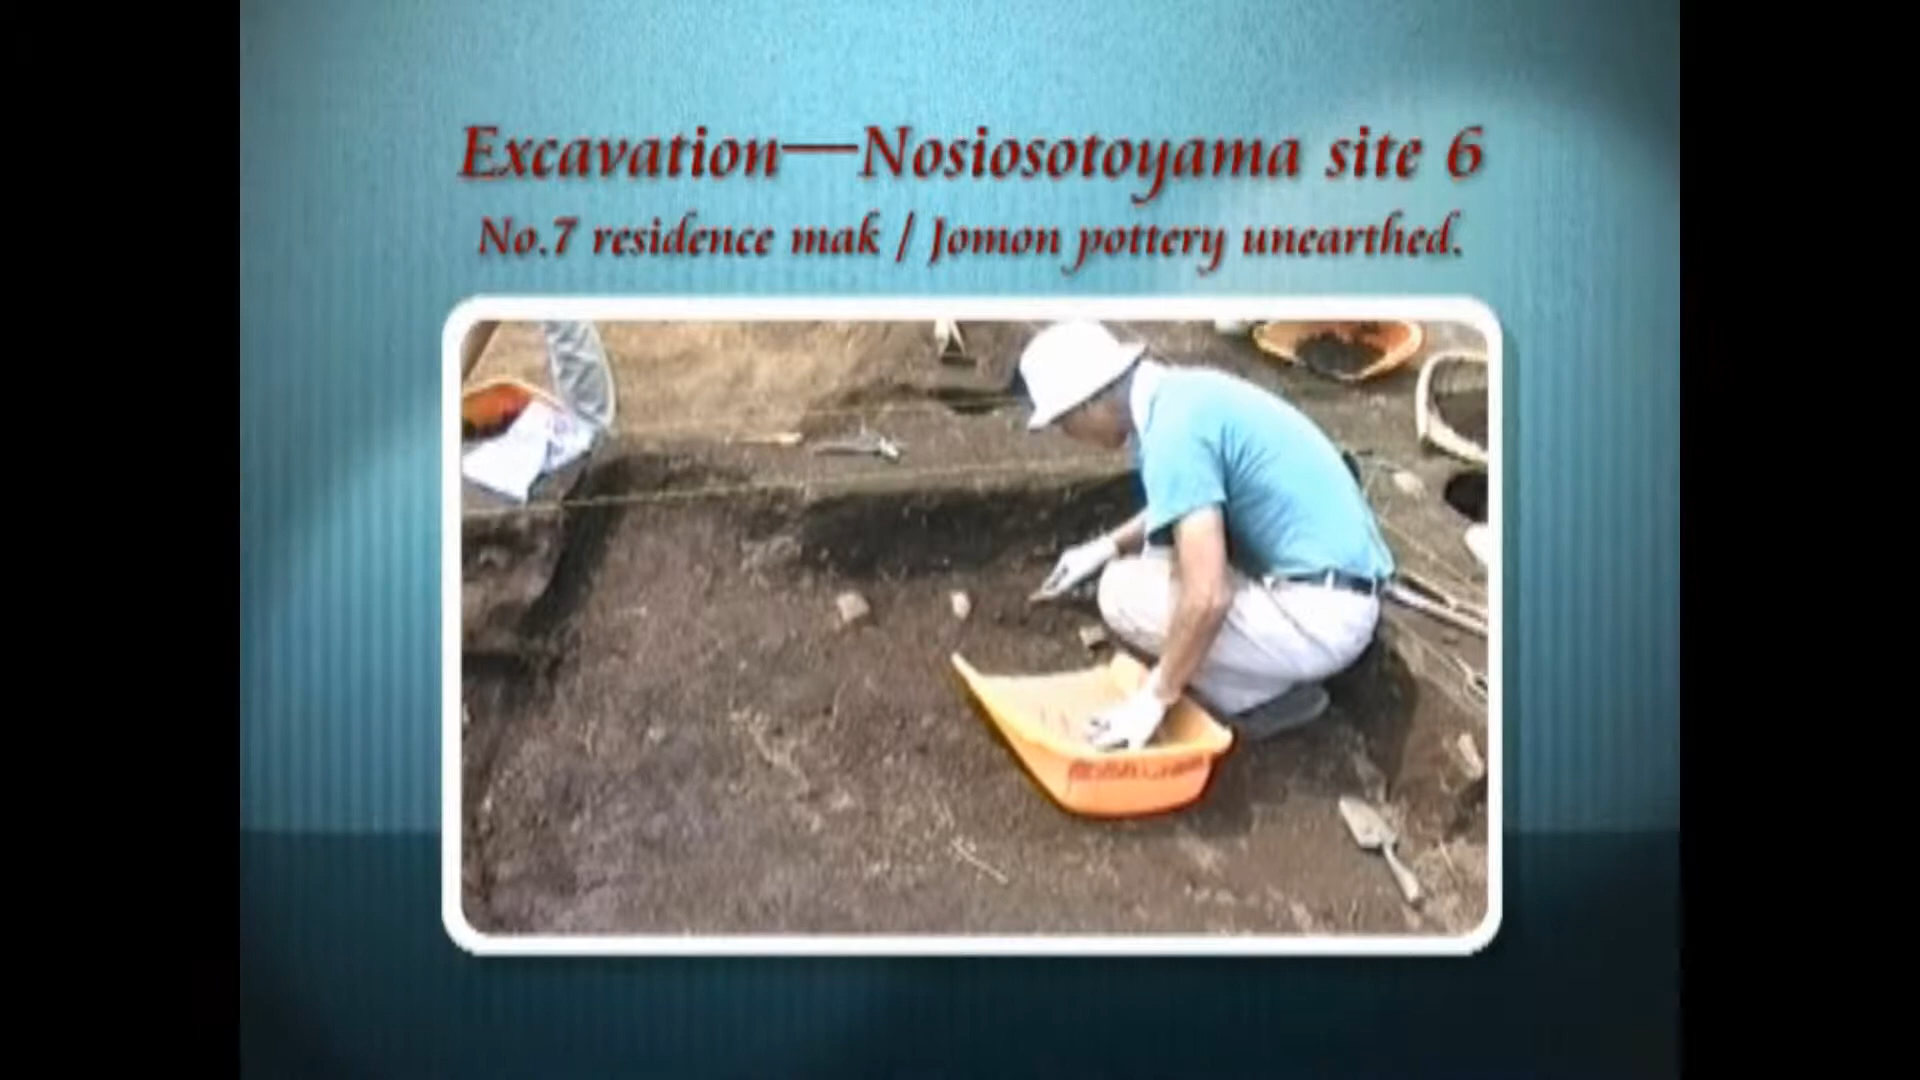 Excavation—Nosiosotoyama site 6
No.7 residence mak / Jomon pottery unearthed.